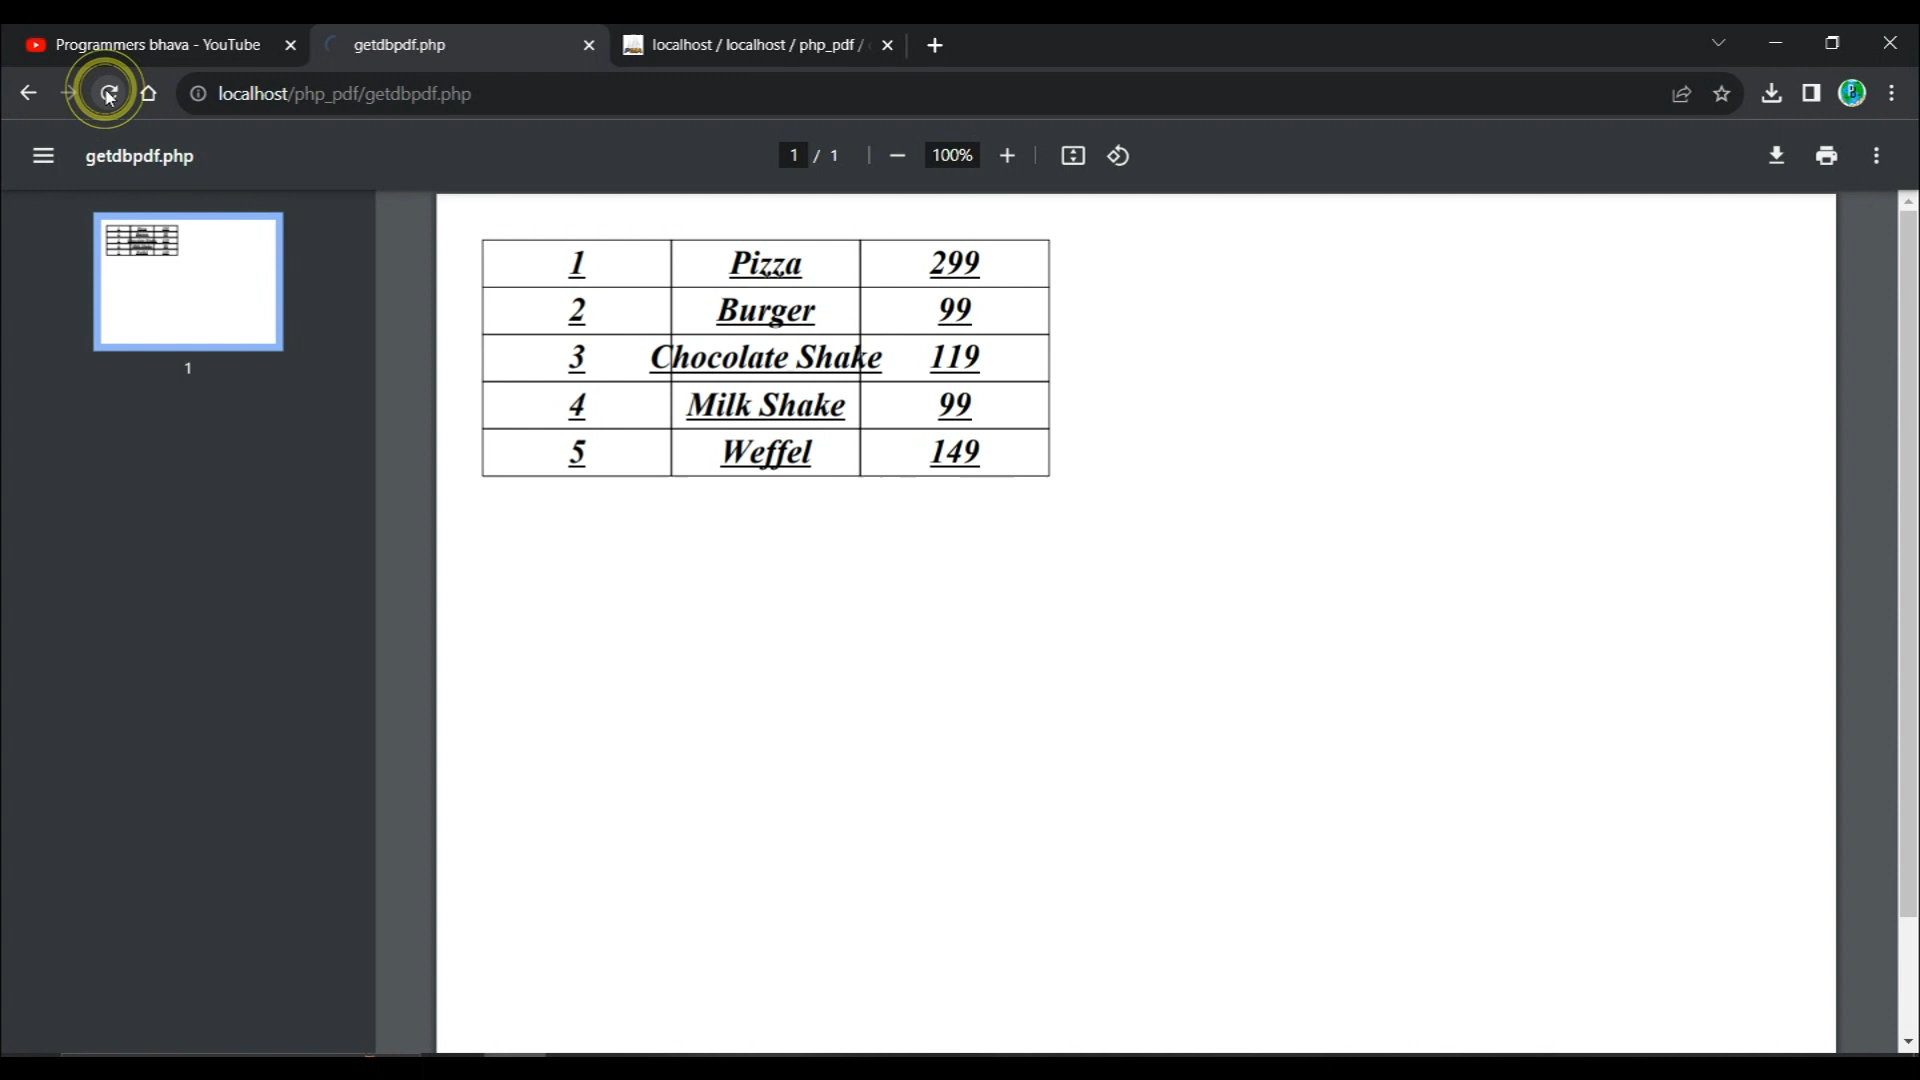 Programmers bhava - YouTube
getdbpdf.php
localhost / localhost / php_pdf /
localhost/php_pdf/getdbpdf.php
getdbpdf.php
1 / 1
100%
1
1 Pizza 299
2 Burger 99
3 Chocolate Shake 119
4 Milk Shake 99
5 Weffel 149